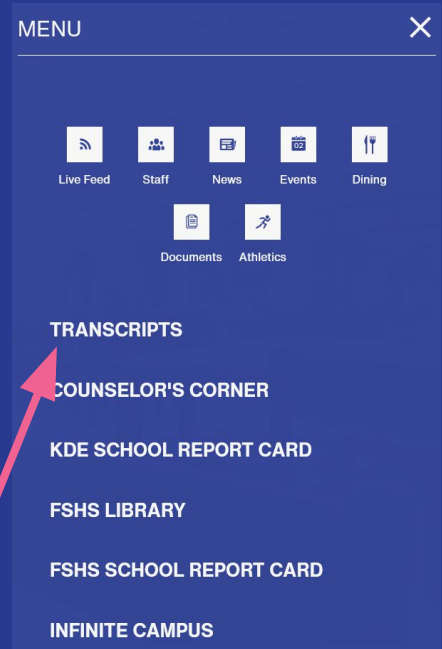 MENU
Live Feed Staff News Events Dining
02
Documents Athletics
TRANSCRIPTS
COUNSELOR'S CORNER
KDE SCHOOL REPORT CARD
FSHS LIBRARY
FSHS SCHOOL REPORT CARD
INFINITE CAMPUS